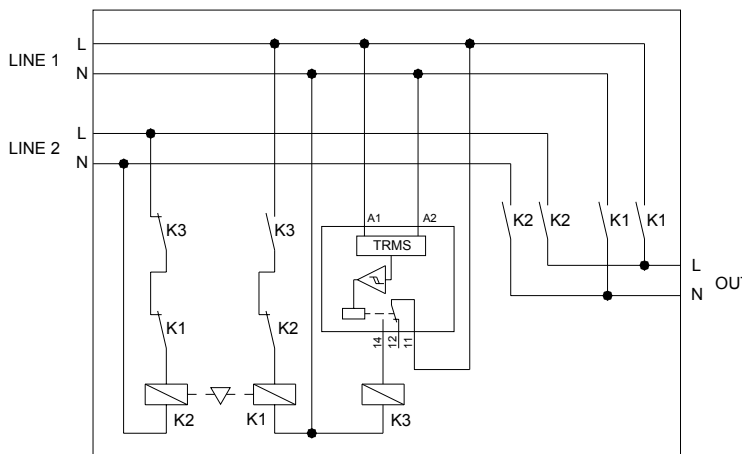 L
LINE 1
N
L
LINE 2
N
A1 A2
K3 K3 K2 K2 K1 K1
TRMS
L
OUT
N
K1 K2
14 12 11
K2 K1 K3